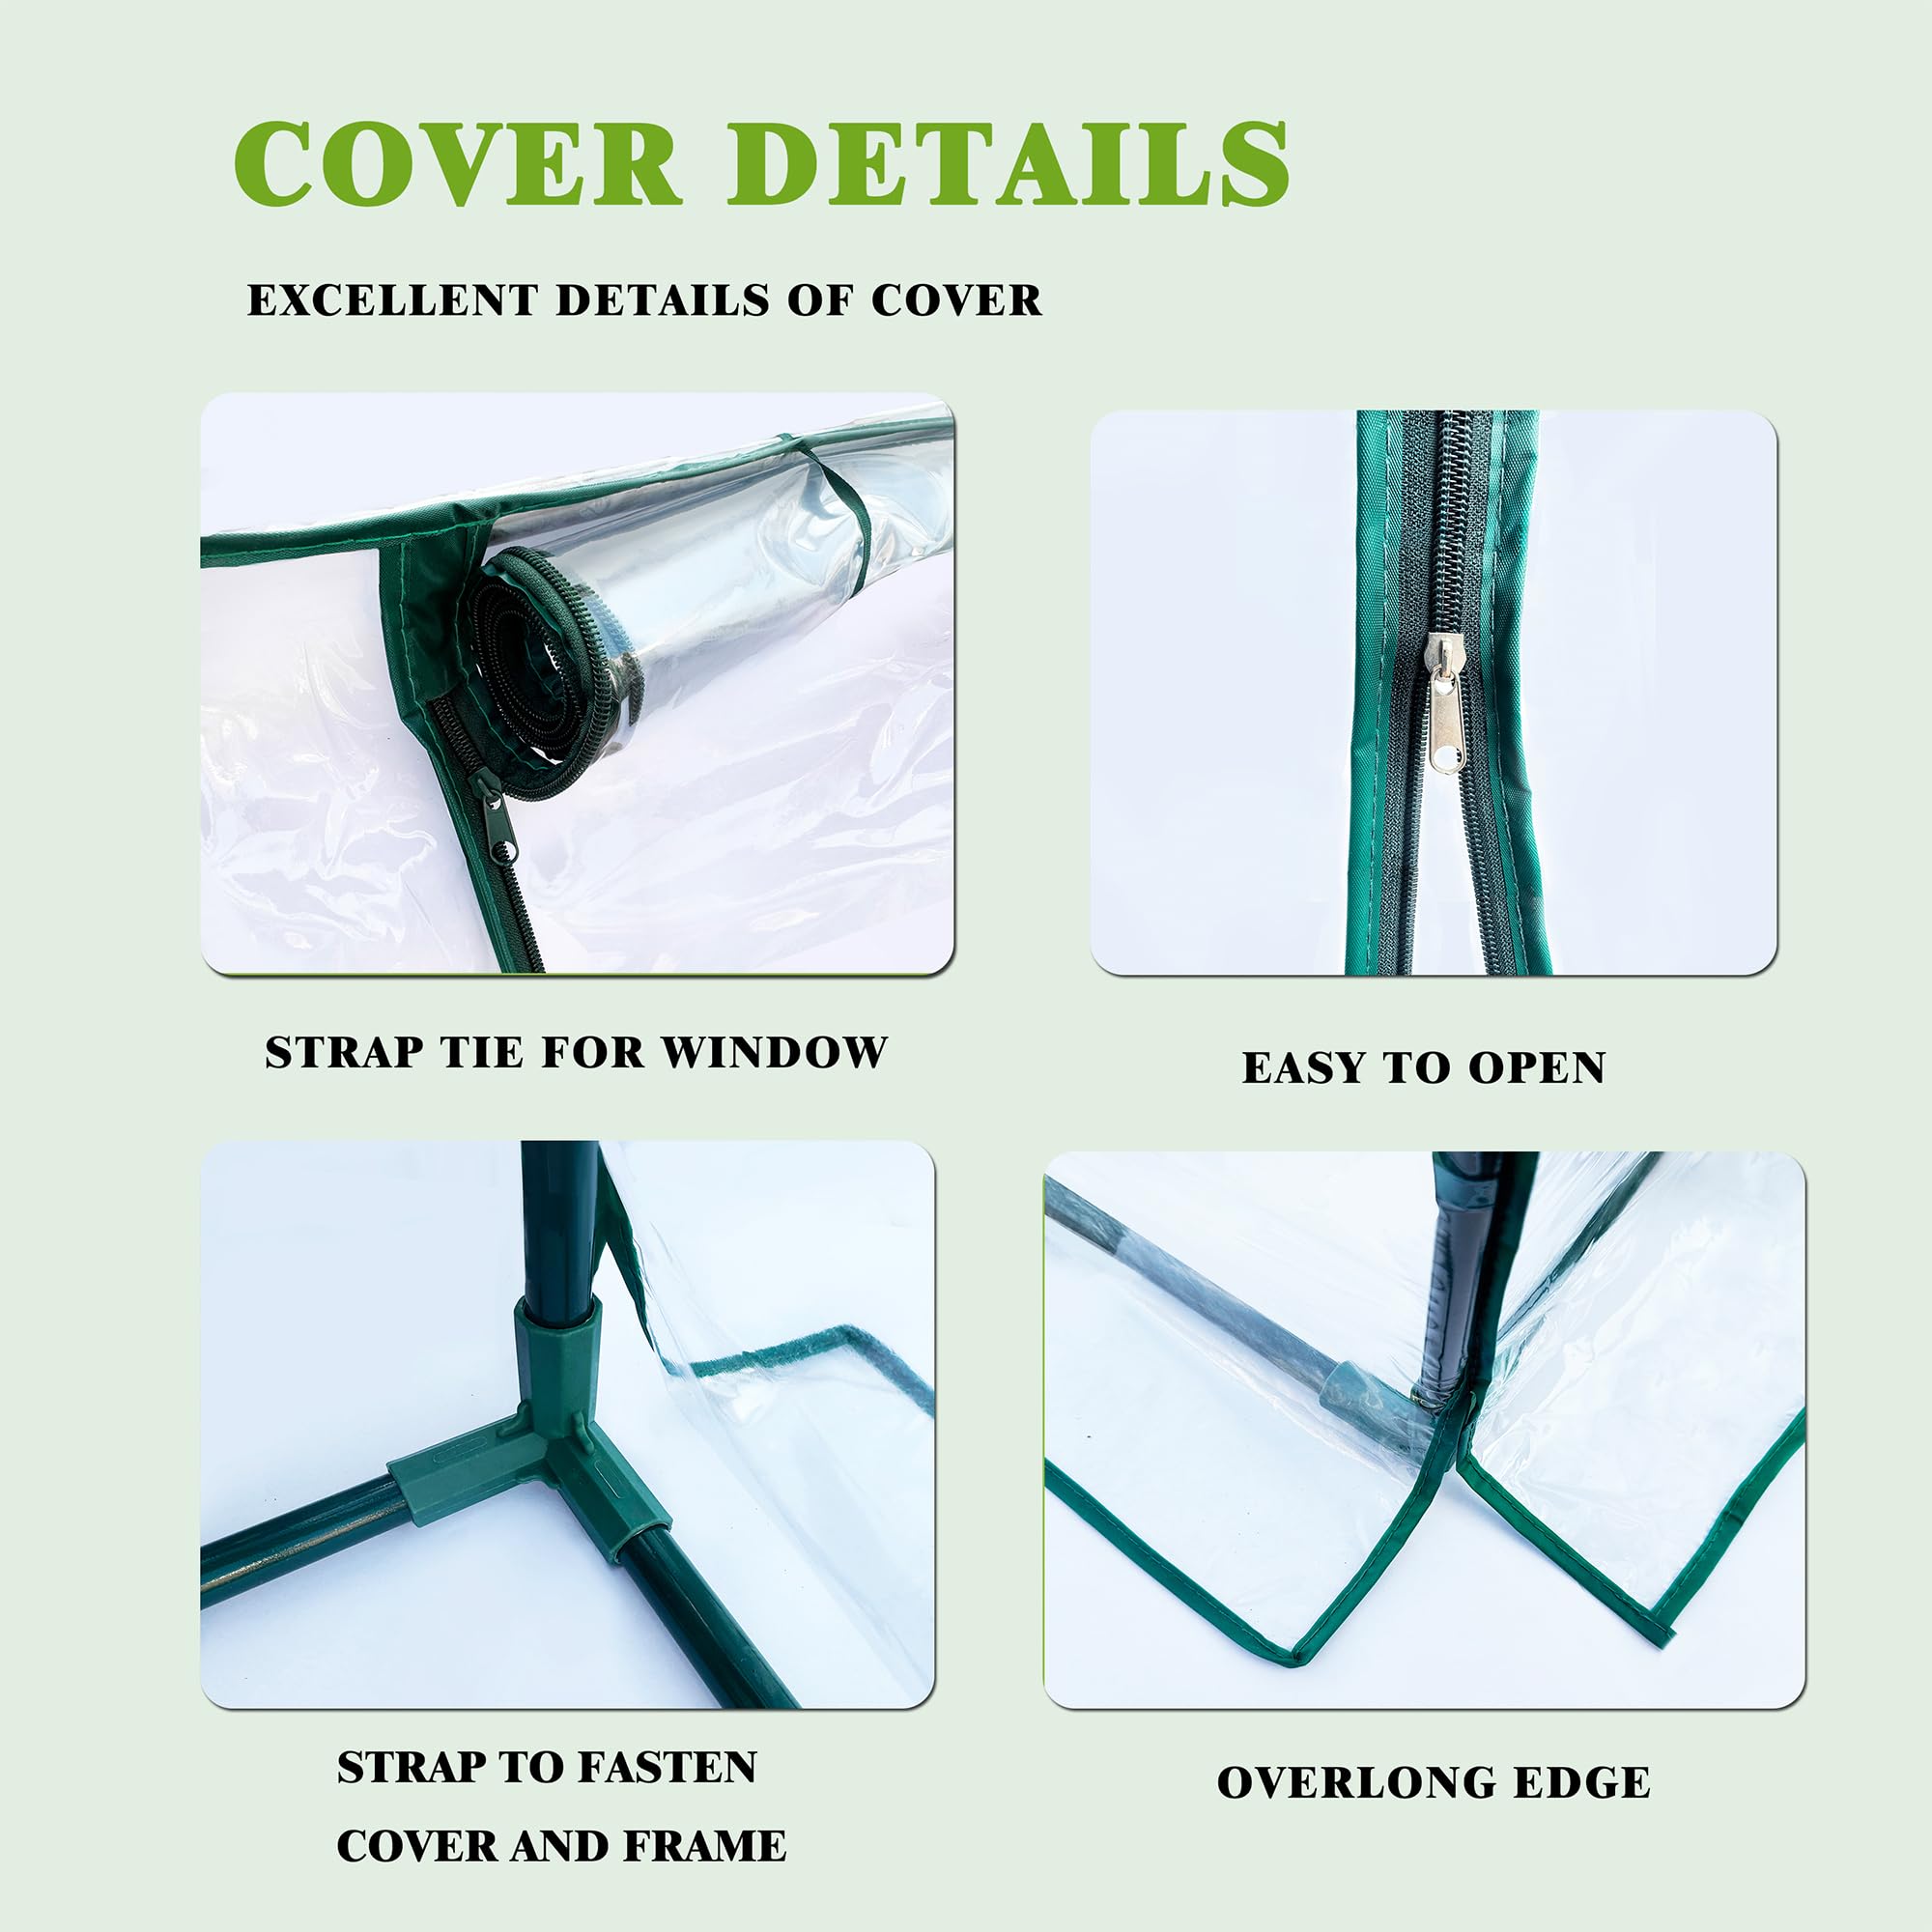 COVER DETAILS
EXCELLENT DETAILS OF COVER
STRAP TIE FOR WINDOW
EASY TO OPEN
STRAP TO FASTEN
COVER AND FRAME
OVERLONG EDGE